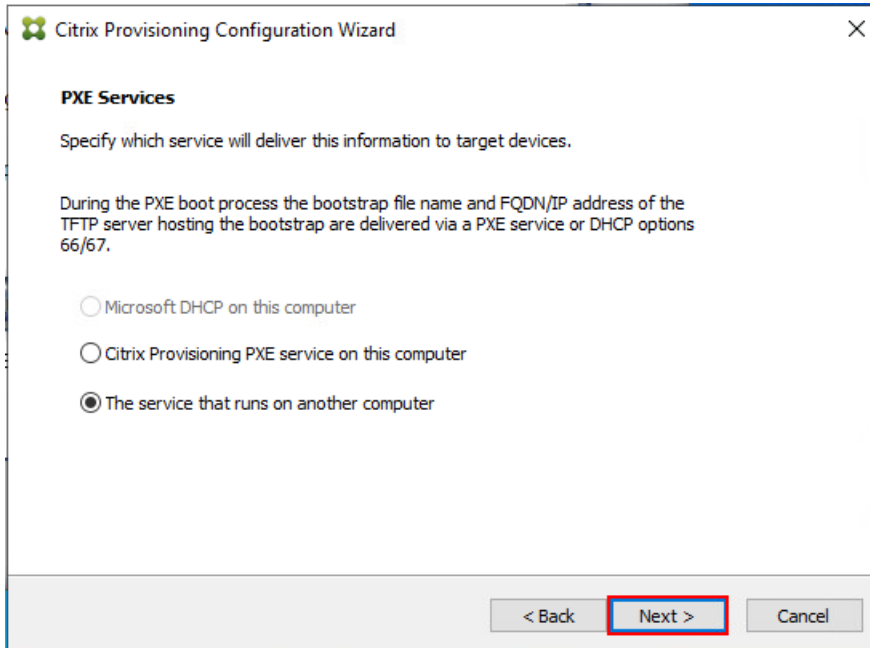 Citrix Provisioning Configuration Wizard
PXE Services
Specify which service will deliver this information to target devices.
During the PXE boot process the bootstrap file name and FQDN/IP address of the
TFTP server hosting the bootstrap are delivered via a PXE service or DHCP options
66/67.
Microsoft DHCP on this computer
Citrix Provisioning PXE service on this computer
The service that runs on another computer
< Back Next > Cancel